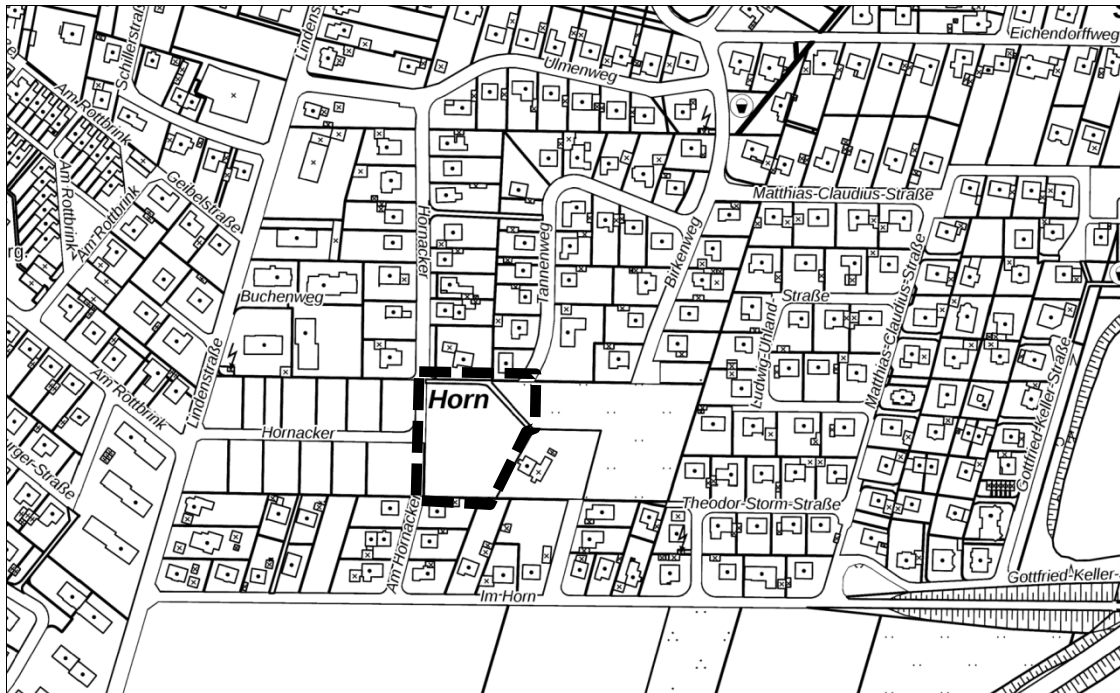 Eichendorffweg
Schillerstraße
Ulmenweg
Am Rottbrink
Am Rottbrink
Am Rottbrink
Geibelstraße
Matthias-Claudius-Straße
Hornacker
Tannenweg
Birkenweg
Buchenweg
Ludwig-Uhland-
Straße
Matthias-Claudius-Straße
Gottfried-Keller-Straße
Lindenstraße
Am Rottbrink
Horn
Hornacker
Am Hornacker
Theodor-Storm-Straße
Gottfried-Keller-
Im Horn